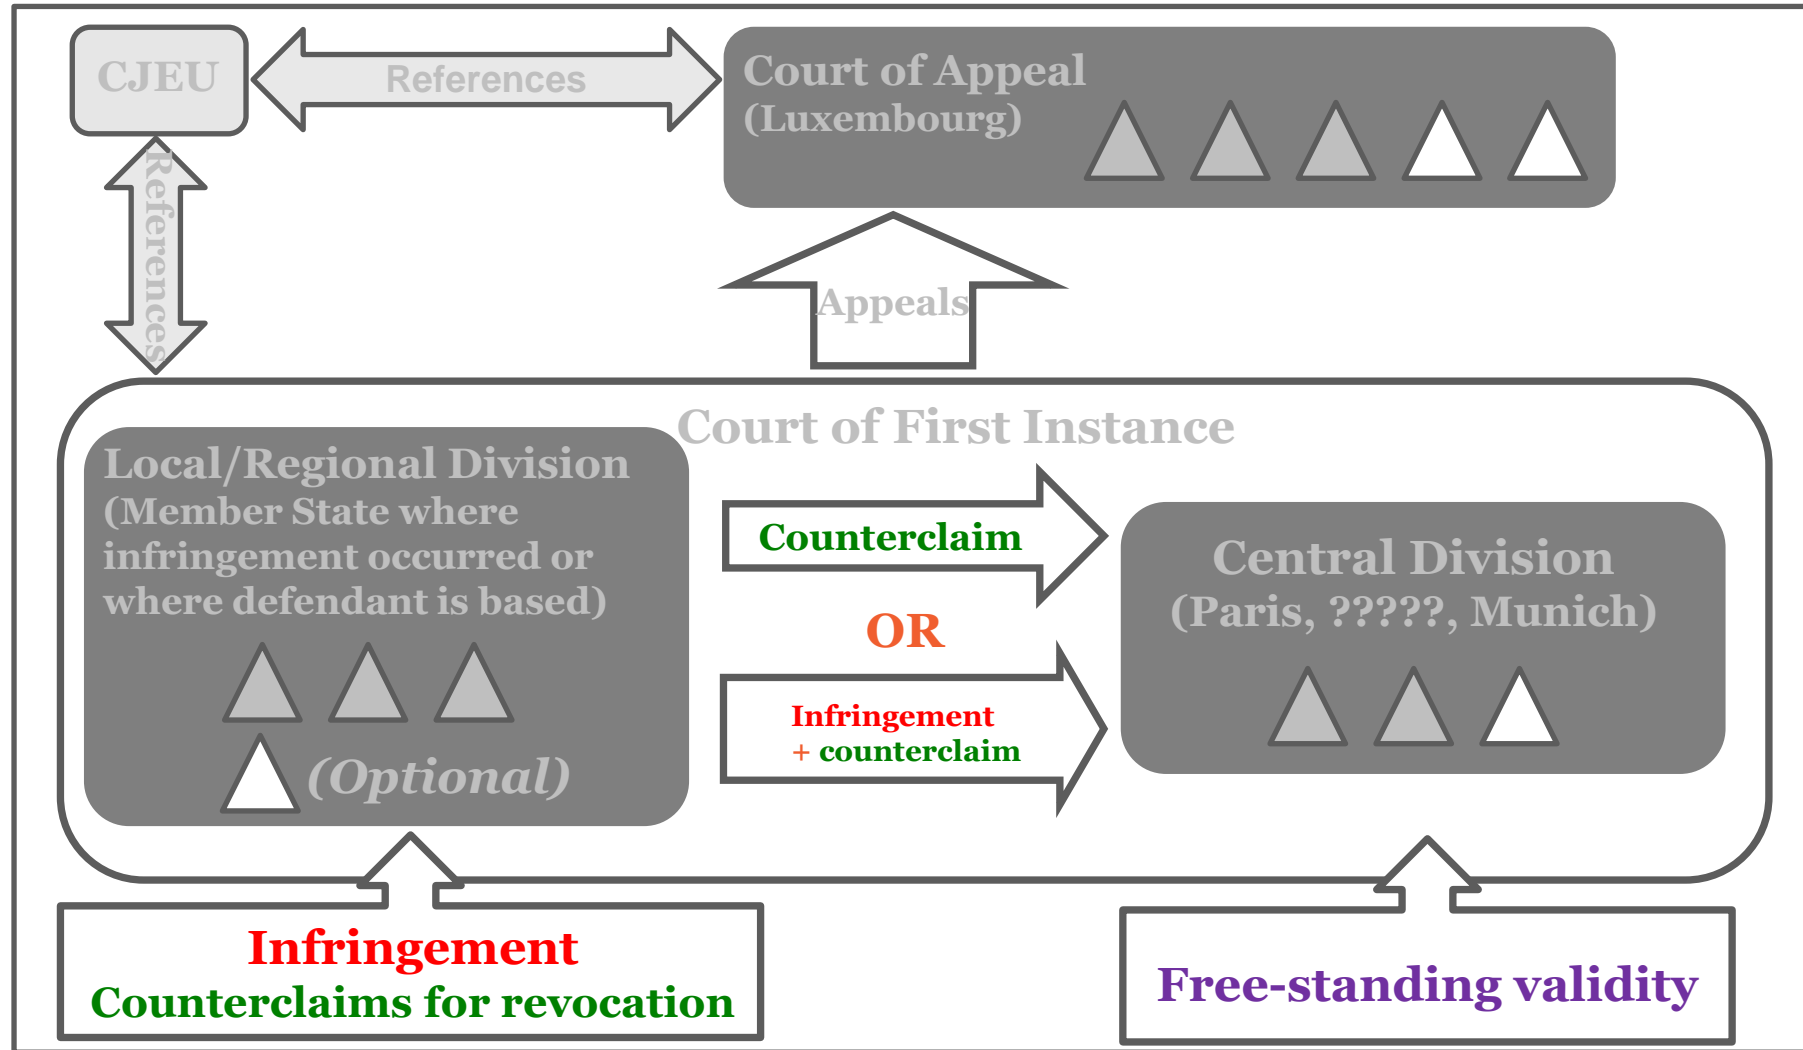 CJEU
References
Court of Appeal
(Luxembourg)
References
Appeals
Court of First Instance
Local/Regional Division
(Member State where
infringement occurred or
where defendant is based)
(Optional)
Counterclaim
OR
Infringement
+ counterclaim
Central Division
(Paris, ?????, Munich)
Infringement
Counterclaims for revocation
Free-standing validity